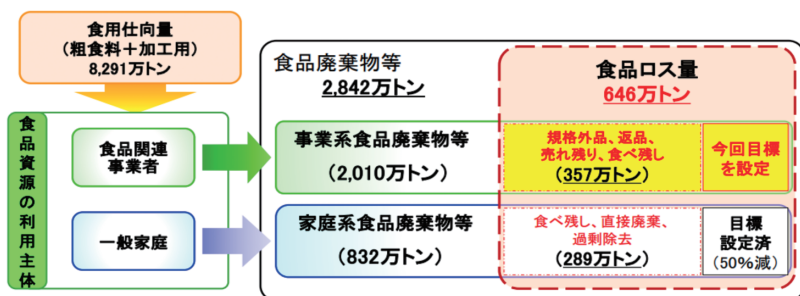 食用仕向量
(粗食料+加工用)
8,291万トン
食品資源の利用主体
食品関連
事業者
一般家庭
食品廃棄物等
2,842万トン
食品ロス量
646万トン
事業系食品廃棄物等
(2,010万トン)
規格外品、返品、
売れ残り、食べ残し
(357万トン)
今回目標
を設定
家庭系食品廃棄物等
(832万トン)
食べ残し、直接廃棄、
過剰除去
(289万トン)
目標
設定済
(50%減)